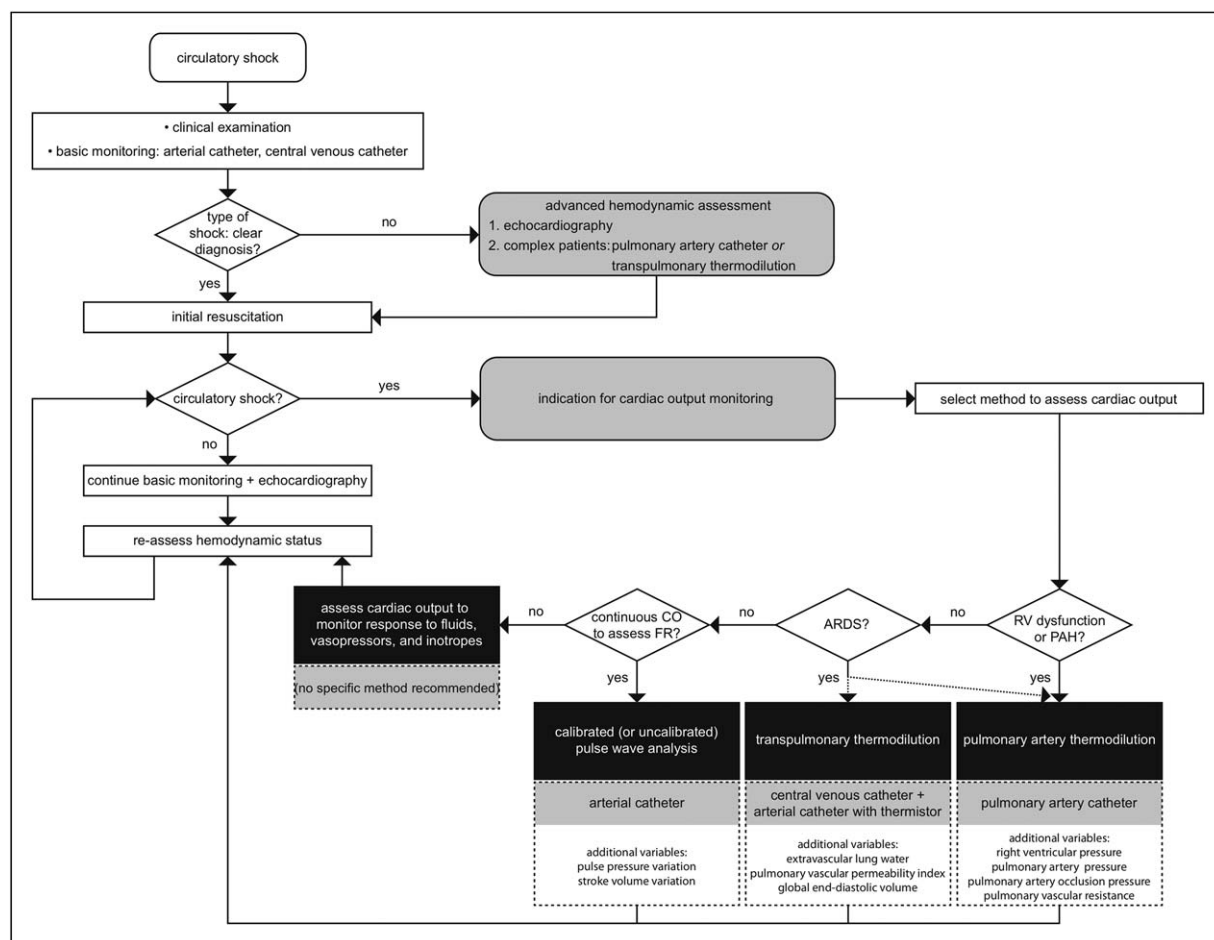 circulatory shock
• clinical examination
• basic monitoring: arterial catheter, central venous catheter
type of
shock: clear
diagnosis?
no
advanced hemodynamic assessment
1. echocardiography
2. complex patients: pulmonary artery catheter or
transpulmonary thermodilution
yes
initial resuscitation
circulatory shock?
yes
indication for cardiac output monitoring
select method to assess cardiac output
no
continue basic monitoring + echocardiography
re-assess hemodynamic status
assess cardiac output to
monitor response to fluids,
vasopressors, and inotropes
(no specific method recommended)
no
continuous CO
to assess FR?
no
ARDS?
no
RV dysfunction
or PAH?
yes
yes
yes
calibrated (or uncalibrated)
pulse wave analysis
arterial catheter
additional variables:
pulse pressure variation
stroke volume variation
transpulmonary thermodilution
central venous catheter +
arterial catheter with thermistor
additional variables:
extravascular lung water
pulmonary vascular permeability index
global end-diastolic volume
pulmonary artery thermodilution
pulmonary artery catheter
additional variables:
right ventricular pressure
pulmonary artery pressure
pulmonary artery occlusion pressure
pulmonary vascular resistance